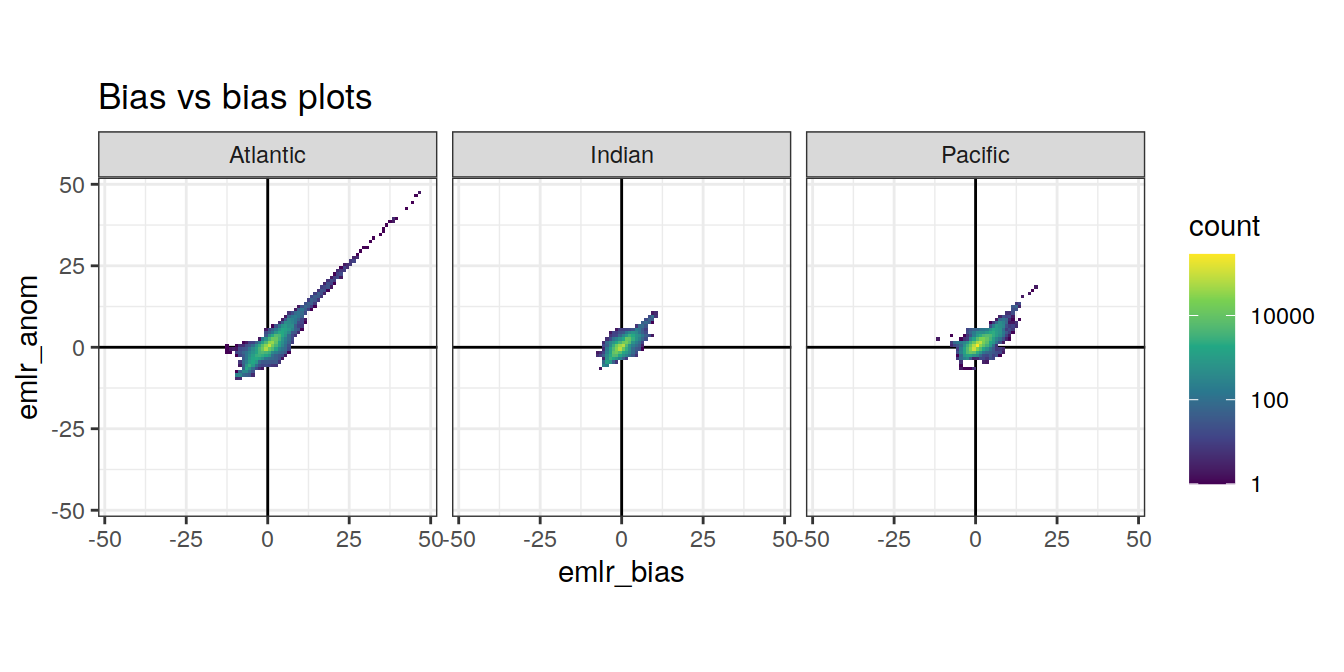 Bias vs bias plots
Atlantic Indian Pacific
50
25
0
-25
-50
-50 -25 0 25 50 -50 -25 0 25 50 -50 -25 0 25 50
emlr_bias
emlr_anom
count
10000
100
1